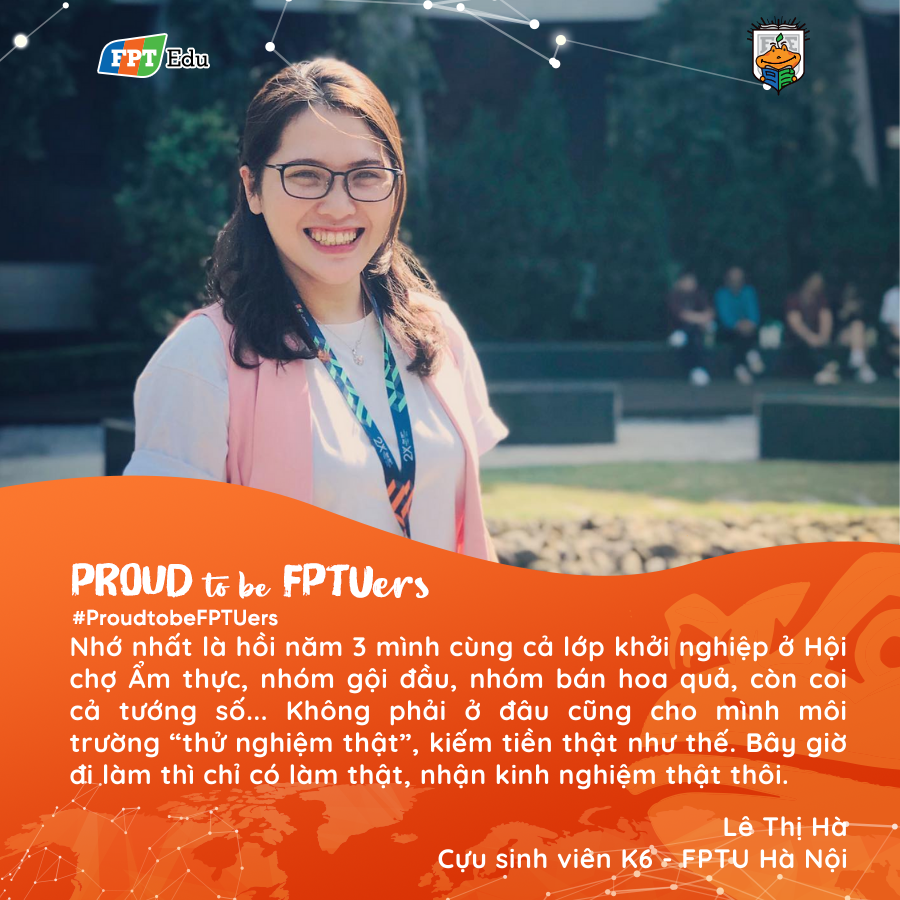 FPT Edu
PROUD to be FPTUers
#ProudtobeFPTUers
Nhớ nhất là hồi năm 3 mình cùng cả lớp khởi nghiệp ở Hội
chợ Ẩm thực, nhóm gội đầu, nhóm bán hoa quả, còn coi
cả tướng số... Không phải ở đâu cũng cho mình môi
trường “thử nghiệm thật”, kiếm tiền thật như thế. Bây giờ
đi làm thì chỉ có làm thật, nhận kinh nghiệm thật thôi.
Lê Thị Hà
Cựu sinh viên K6 - FPTU Hà Nội